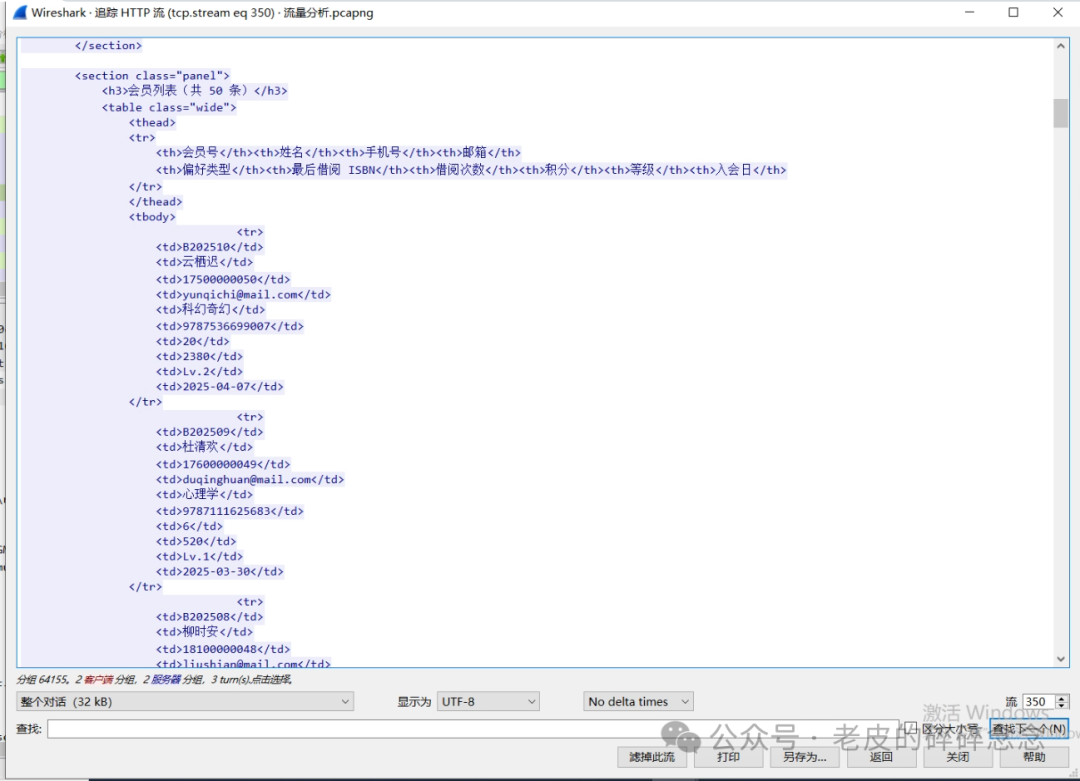 Wireshark · 追踪 HTTP 流 (tcp.stream eq 350) · 流量分析.pcapng
</section>
<section class="panel">
<h3>会员列表（共 50 条）</h3>
<table class="wide">
<thead>
<tr>
<th>会员号</th><th>姓名</th><th>手机号</th><th>邮箱</th>
<th>偏好类型</th><th>最后借阅 ISBN</th><th>借阅次数</th><th>积分</th><th>等级</th><th>入会日</th>
</tr>
</thead>
<tbody>
<tr>
<td>B202510</td>
<td>云栖迟</td>
<td>17500000050</td>
<td>yunqichi@mail.com</td>
<td>科幻奇幻</td>
<td>9787536699007</td>
<td>20</td>
<td>2380</td>
<td>Lv.2</td>
<td>2025-04-07</td>
</tr>
<tr>
<td>B202509</td>
<td>杜清欢</td>
<td>17600000049</td>
<td>duqinghuan@mail.com</td>
<td>心理学</td>
<td>9787111625683</td>
<td>6</td>
<td>520</td>
<td>Lv.1</td>
<td>2025-03-30</td>
</tr>
<tr>
<td>B202508</td>
<td>柳时安</td>
<td>18100000048</td>
<td>liushian@mail.com</td>
分组 64155。2 客户端 分组，2 服务器 分组，3 turn(s).点击选择。
整个对话 (32 kB) 显示为 UTF-8 No delta times 流 350
激活 Windows
查找: 区分大小写 查找下一个(N)
公众号 · 老皮的碎碎念念
滤掉此流 打印 另存为… 返回 关闭 帮助